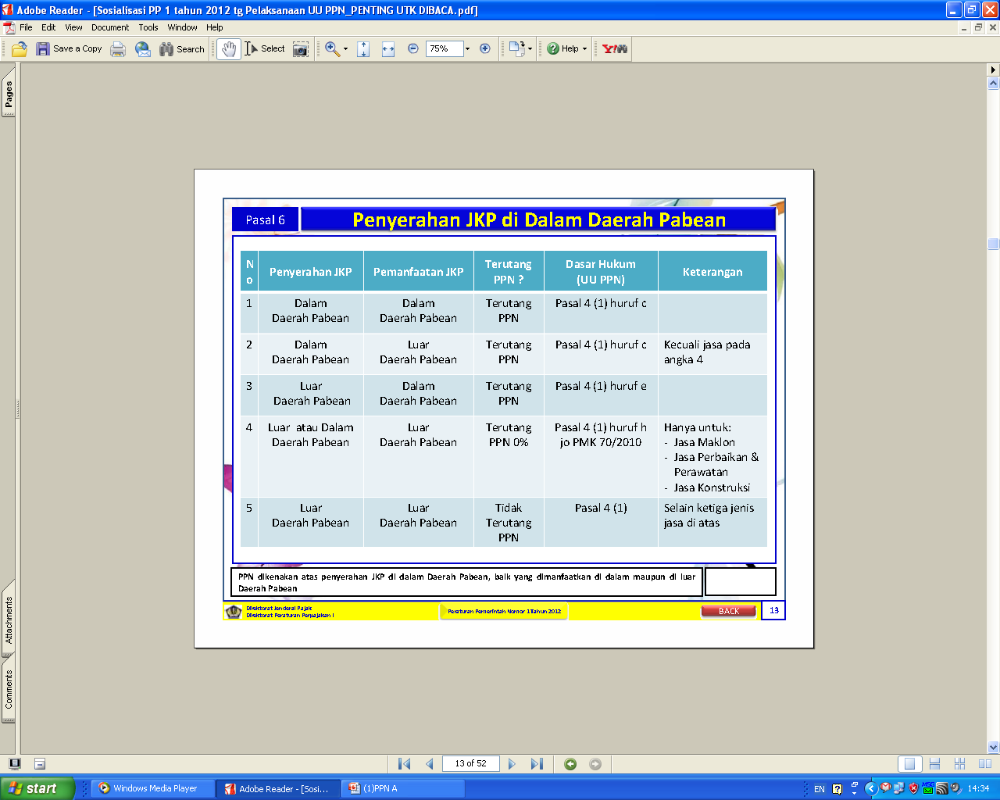 Adobe Reader - [Sosialisasi PP 1 tahun 2012 tg Pelaksanaan UU PPN_PENTING UTK DIBACA.pdf]
File Edit View Document Tools Window Help
Save a Copy Search Select 75% Help Y!
Pages
Pasal 6
Penyerahan JKP di Dalam Daerah Pabean
No Penyerahan JKP Pemanfaatan JKP Terutang PPN ? Dasar Hukum (UU PPN) Keterangan
1 Dalam Daerah Pabean Dalam Daerah Pabean Terutang PPN Pasal 4 (1) huruf c
2 Dalam Daerah Pabean Luar Daerah Pabean Terutang PPN Pasal 4 (1) huruf c Kecuali jasa pada angka 4
3 Luar Daerah Pabean Dalam Daerah Pabean Terutang PPN Pasal 4 (1) huruf e
4 Luar atau Dalam Daerah Pabean Luar Daerah Pabean Terutang PPN 0% Pasal 4 (1) huruf h jo PMK 70/2010 Hanya untuk:
- Jasa Maklon
- Jasa Perbaikan & Perawatan
- Jasa Konstruksi
5 Luar Daerah Pabean Luar Daerah Pabean Tidak Terutang PPN Pasal 4 (1) Selain ketiga jenis jasa di atas
PPN dikenakan atas penyerahan JKP di dalam Daerah Pabean, baik yang dimanfaatkan di dalam maupun di luar
Daerah Pabean
Direktorat Jenderal Pajak
Direktorat Peraturan Perpajakan I
Peraturan Pemerintah Nomor 1 Tahun 2012
BACK
13
Attachments
Comments
13 of 52
start Windows Media Player Adobe Reader - [Sosi... (1)PPN A EN MSG 14:34